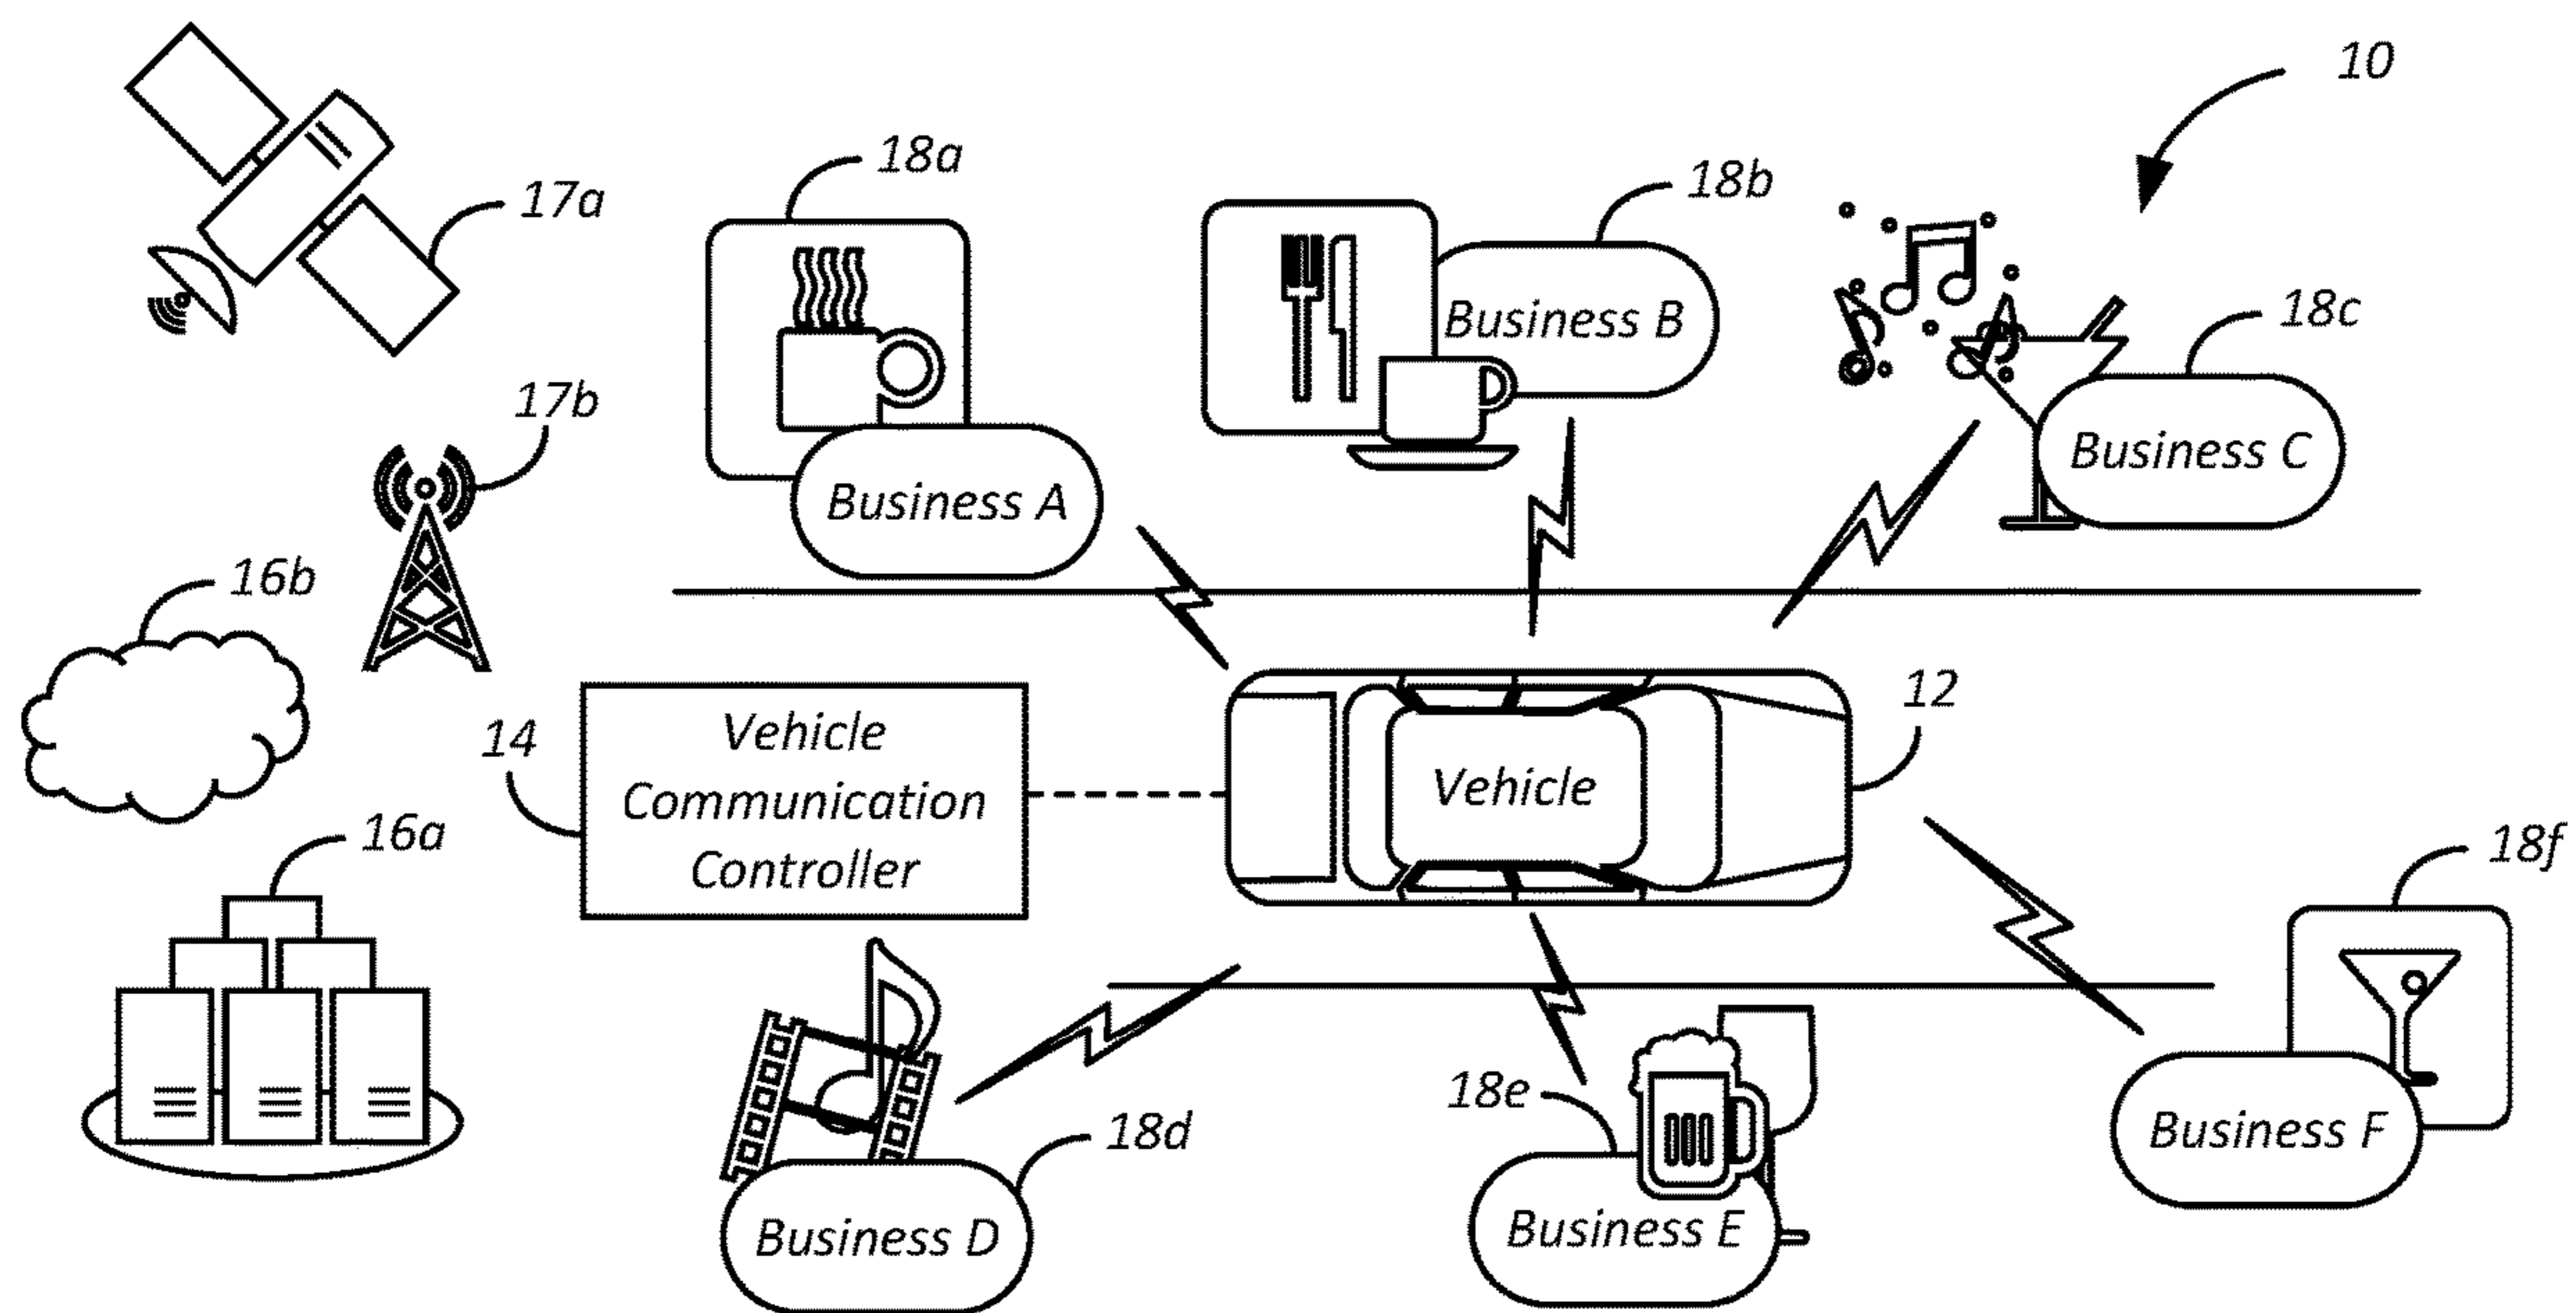 10
18a
18b
17a
18c
Business B
17b
Business C
Business A
16b
12
14
Vehicle
Communication
Controller
Vehicle
16a
18f
18e
18d
Business F
Business D
Business E